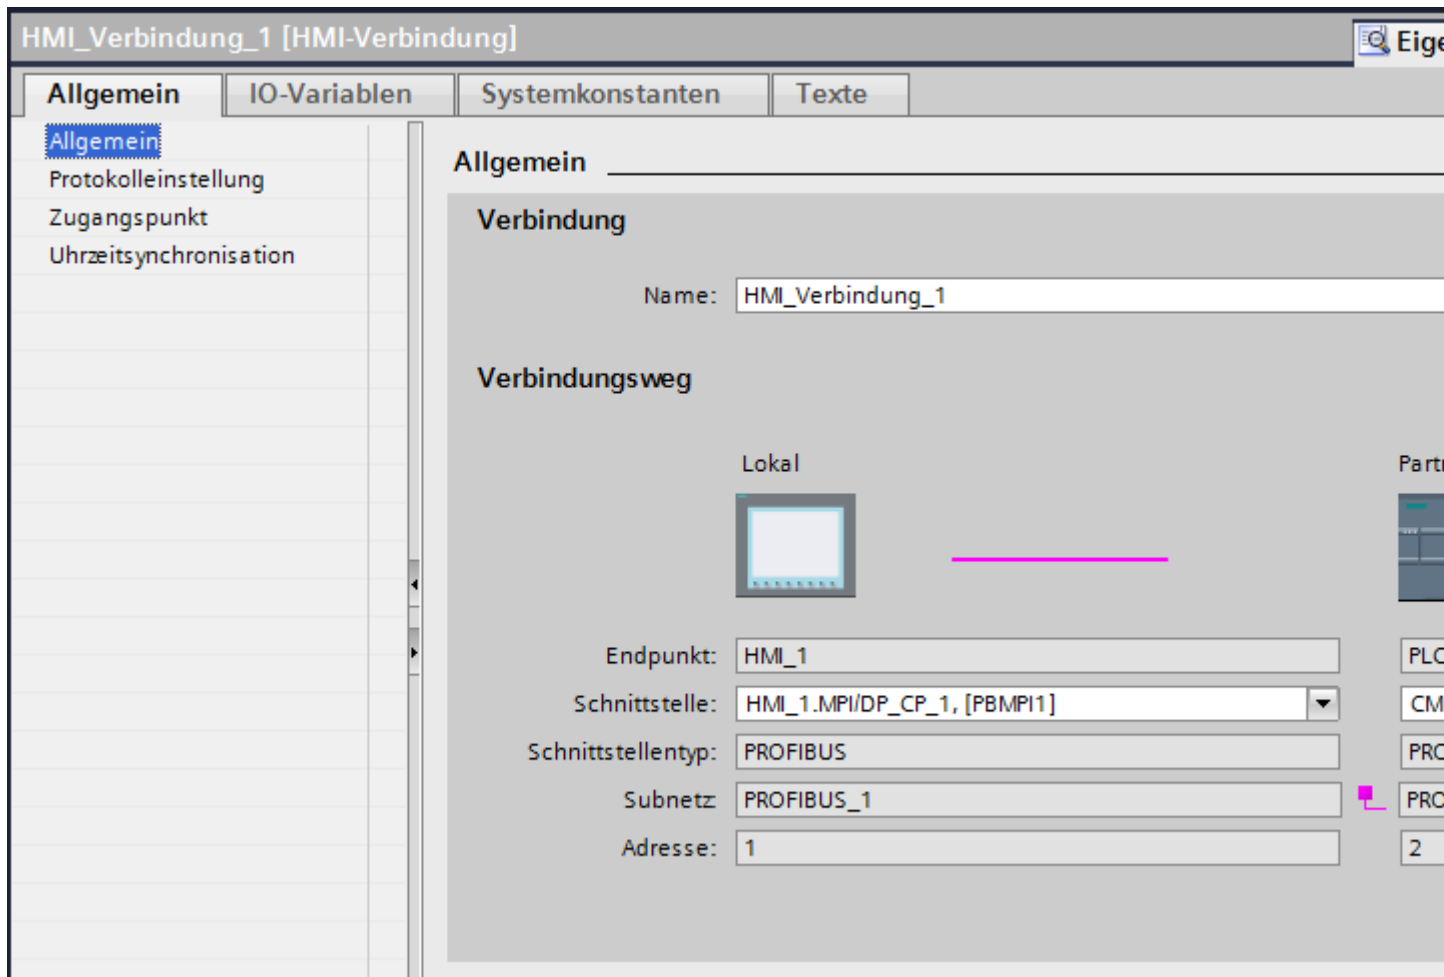 HMI_Verbindung_1 [HMI-Verbindung]
Allgemein IO-Variablen Systemkonstanten Texte
Allgemein
Protokolleinstellung
Zugangspunkt
Uhrzeitsynchronisation
Allgemein
Verbindung
Name: HMI_Verbindung_1
Verbindungsweg
Lokal
Endpunkt: HMI_1
Schnittstelle: HMI_1.MPI/DP_CP_1, [PBMPI1]
Schnittstellentyp: PROFIBUS
Subnetz: PROFIBUS_1
Adresse: 1 2